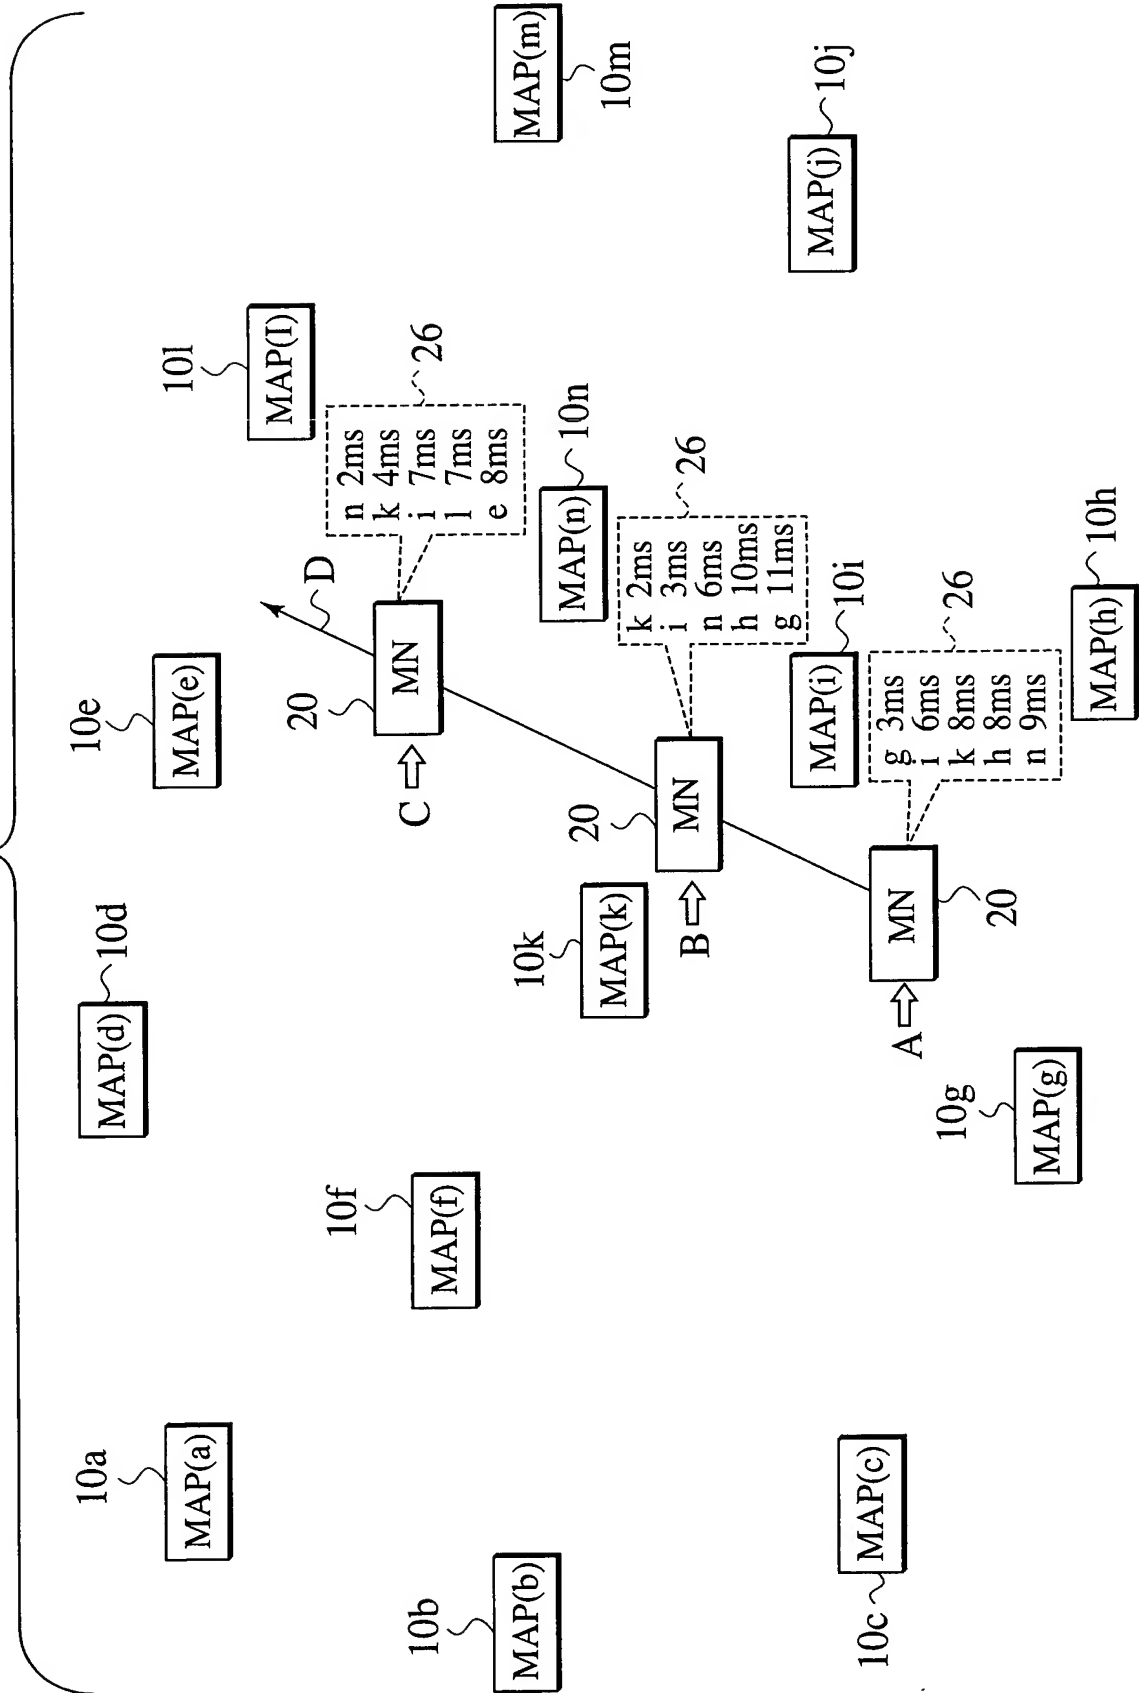 10a
MAP(a)
10b
MAP(b)
10c
MAP(c)
10d
MAP(d)
10f
MAP(f)
10e
MAP(e)
10k
MAP(k)
10g
MAP(g)
10l
MAP(l)
MAP(n)
10n
MAP(i)
10i
MAP(h)
10h
MAP(m)
10m
MAP(j)
10j
D
C
20
MN
26
n 2ms
k 4ms
i 7ms
l 7ms
e 8ms
B
20
MN
26
k 2ms
i 3ms
n 6ms
h 10ms
g 11ms
A
MN
20
26
g 3ms
i 6ms
k 8ms
h 8ms
n 9ms